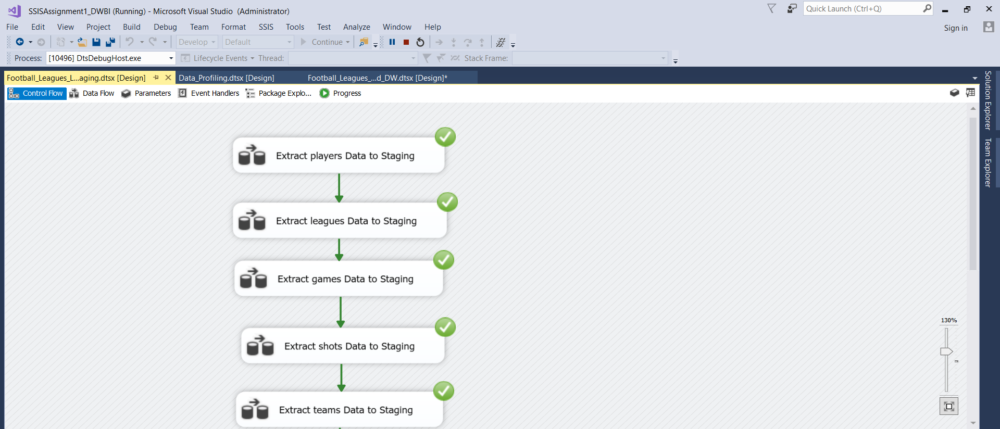 SSISAssignment1_DWBI (Running) - Microsoft Visual Studio (Administrator)
Quick Launch (Ctrl+Q)
File Edit View Project Build Debug Team Format SSIS Tools Test Analyze Window Help
Sign in
Develop Default Continue
Process: [10496] DtsDebugHost.exe Lifecycle Events Thread: Stack Frame:
Football_Leagues_L...aging.dtsx [Design] Data_Profiling.dtsx [Design] Football_Leagues_...d_DW.dtsx [Design]*
Control Flow Data Flow Parameters Event Handlers Package Explo... Progress
Solution Explorer
Team Explorer
Extract players Data to Staging
Extract leagues Data to Staging
Extract games Data to Staging
Extract shots Data to Staging
Extract teams Data to Staging
130%